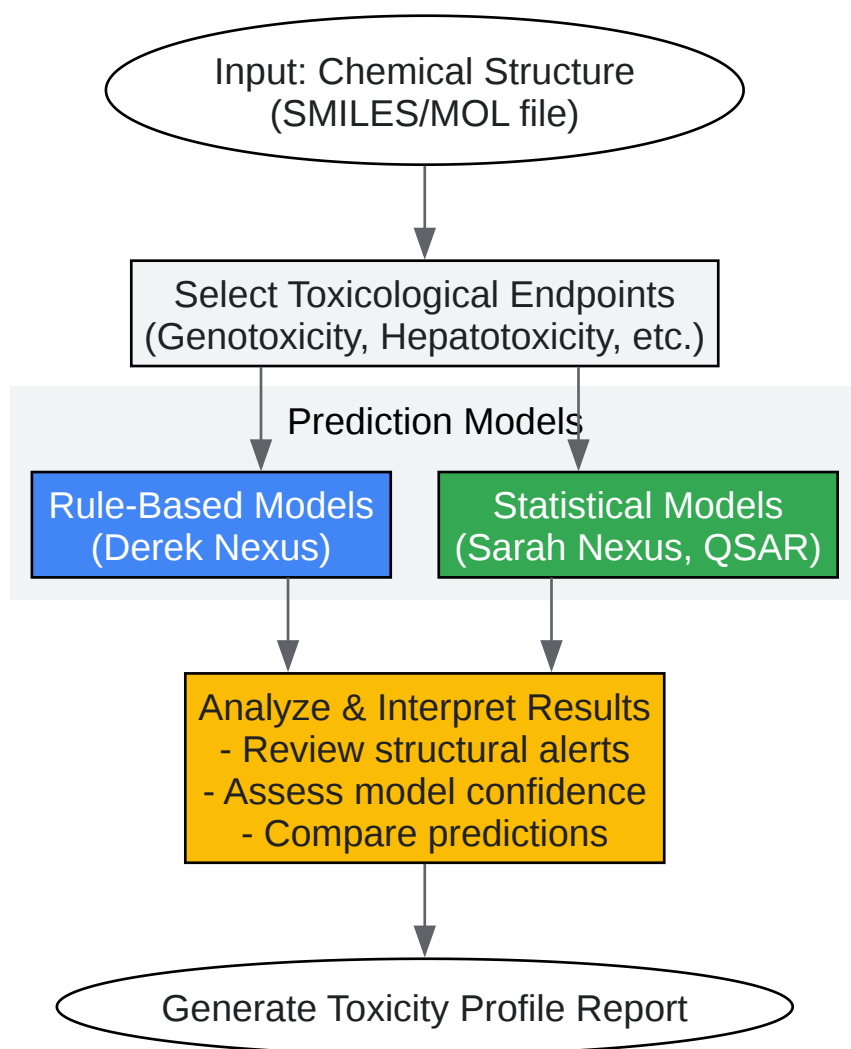 Input: Chemical Structure
(SMILES/MOL file)
Select Toxicological Endpoints
(Genotoxicity, Hepatotoxicity, etc.)
Prediction Models
Rule-Based Models
(Derek Nexus)
Statistical Models
(Sarah Nexus, QSAR)
Analyze & Interpret Results
- Review structural alerts
- Assess model confidence
- Compare predictions
Generate Toxicity Profile Report